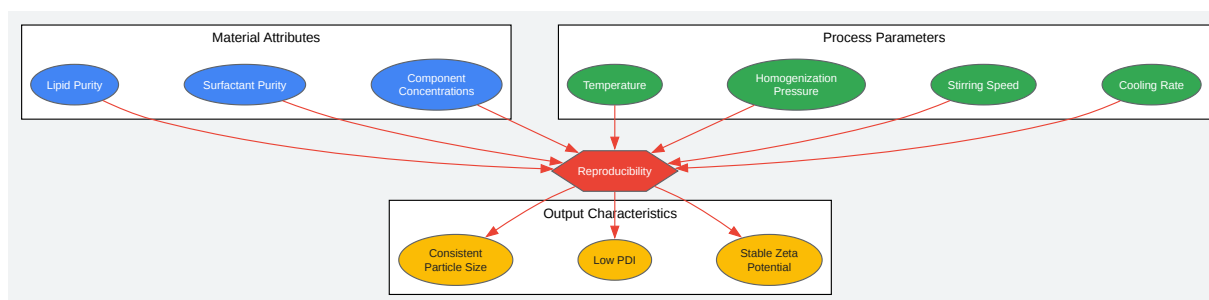 Material Attributes
Process Parameters
Lipid Purity
Surfactant Purity
Component
Concentrations
Temperature
Homogenization
Pressure
Stirring Speed
Cooling Rate
Reproducibility
Output Characteristics
Consistent
Particle Size
Low PDI
Stable Zeta
Potential